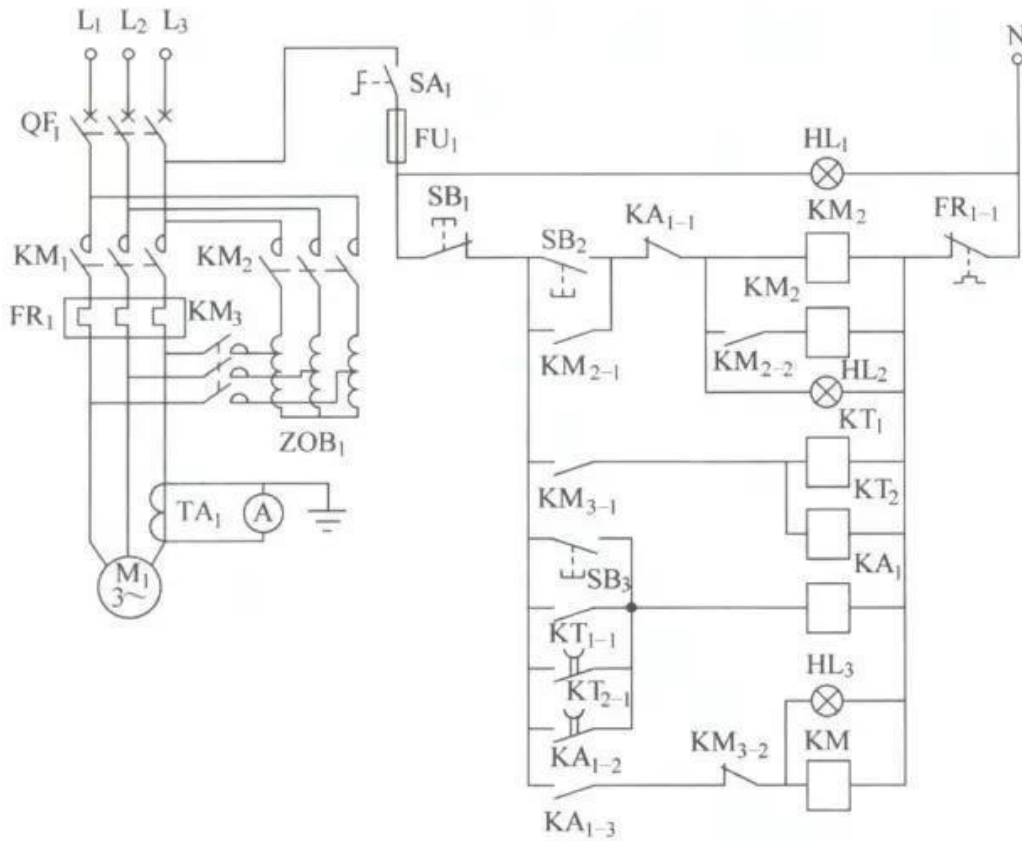 L₁ L₂ L₃
N
SA₁
QF₁
FU₁
HL₁
SB₁
KA₁₋₁
KM₂
FR₁₋₁
SB₂
KM₁
KM₂
KM₂
FR₁
KM₃
KM₂₋₁
KM₂₋₂
HL₂
KT₁
ZOB₁
KM₃₋₁
KT₂
TA₁
A
KA₁
SB₃
M₁
3~
KT₁₋₁
HL₃
KT₂₋₁
KA₁₋₂
KM₃₋₂
KM
KA₁₋₃